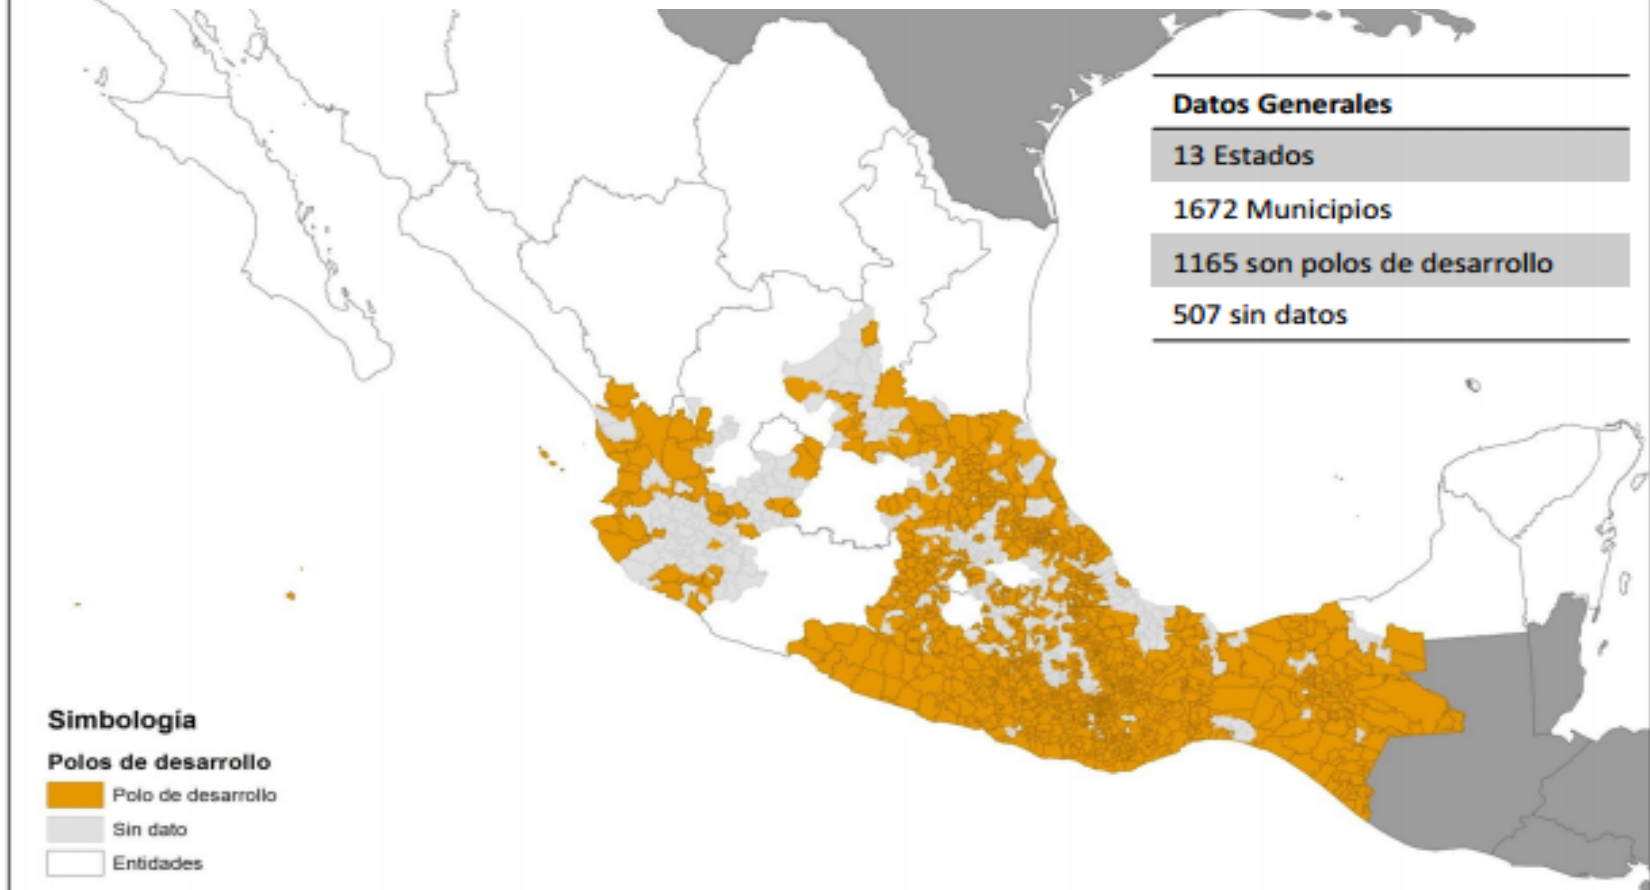 Datos Generales
13 Estados
1672 Municipios
1165 son polos de desarrollo
507 sin datos
Simbología
Polos de desarrollo
Polo de desarrollo
Sin dato
Entidades